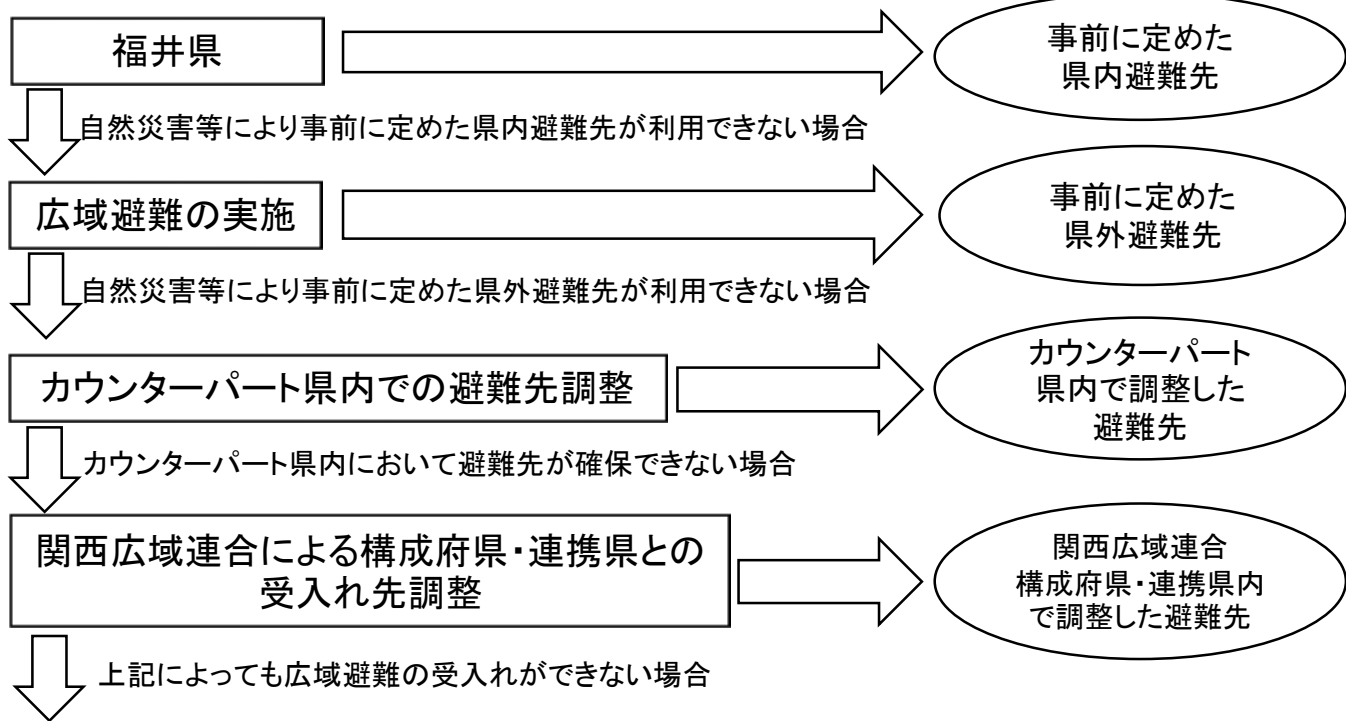 福井県
事前に定めた
県内避難先
自然災害等により事前に定めた県内避難先が利用できない場合
広域避難の実施
事前に定めた
県外避難先
自然災害等により事前に定めた県外避難先が利用できない場合
カウンターパート県内での避難先調整
カウンターパート
県内で調整した
避難先
カウンターパート県内において避難先が確保できない場合
関西広域連合による構成府県・連携県との
受入れ先調整
関西広域連合
構成府県・連携県内
で調整した避難先
上記によっても広域避難の受入れができない場合